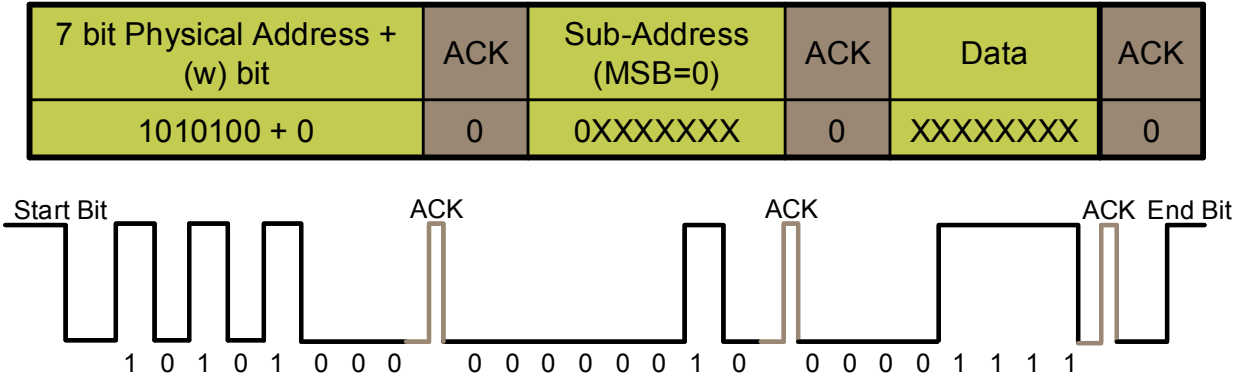 7 bit Physical Address + (w) bit
ACK
Sub-Address (MSB=0)
ACK
Data
ACK
1010100 + 0
0
0XXXXXXX
0
XXXXXXXX
0
Start Bit
ACK
ACK
ACK
End Bit
1 0 1 0 1 0 0 0 0 0 0 0 0 0 1 0 0 0 0 0 1 1 1 1